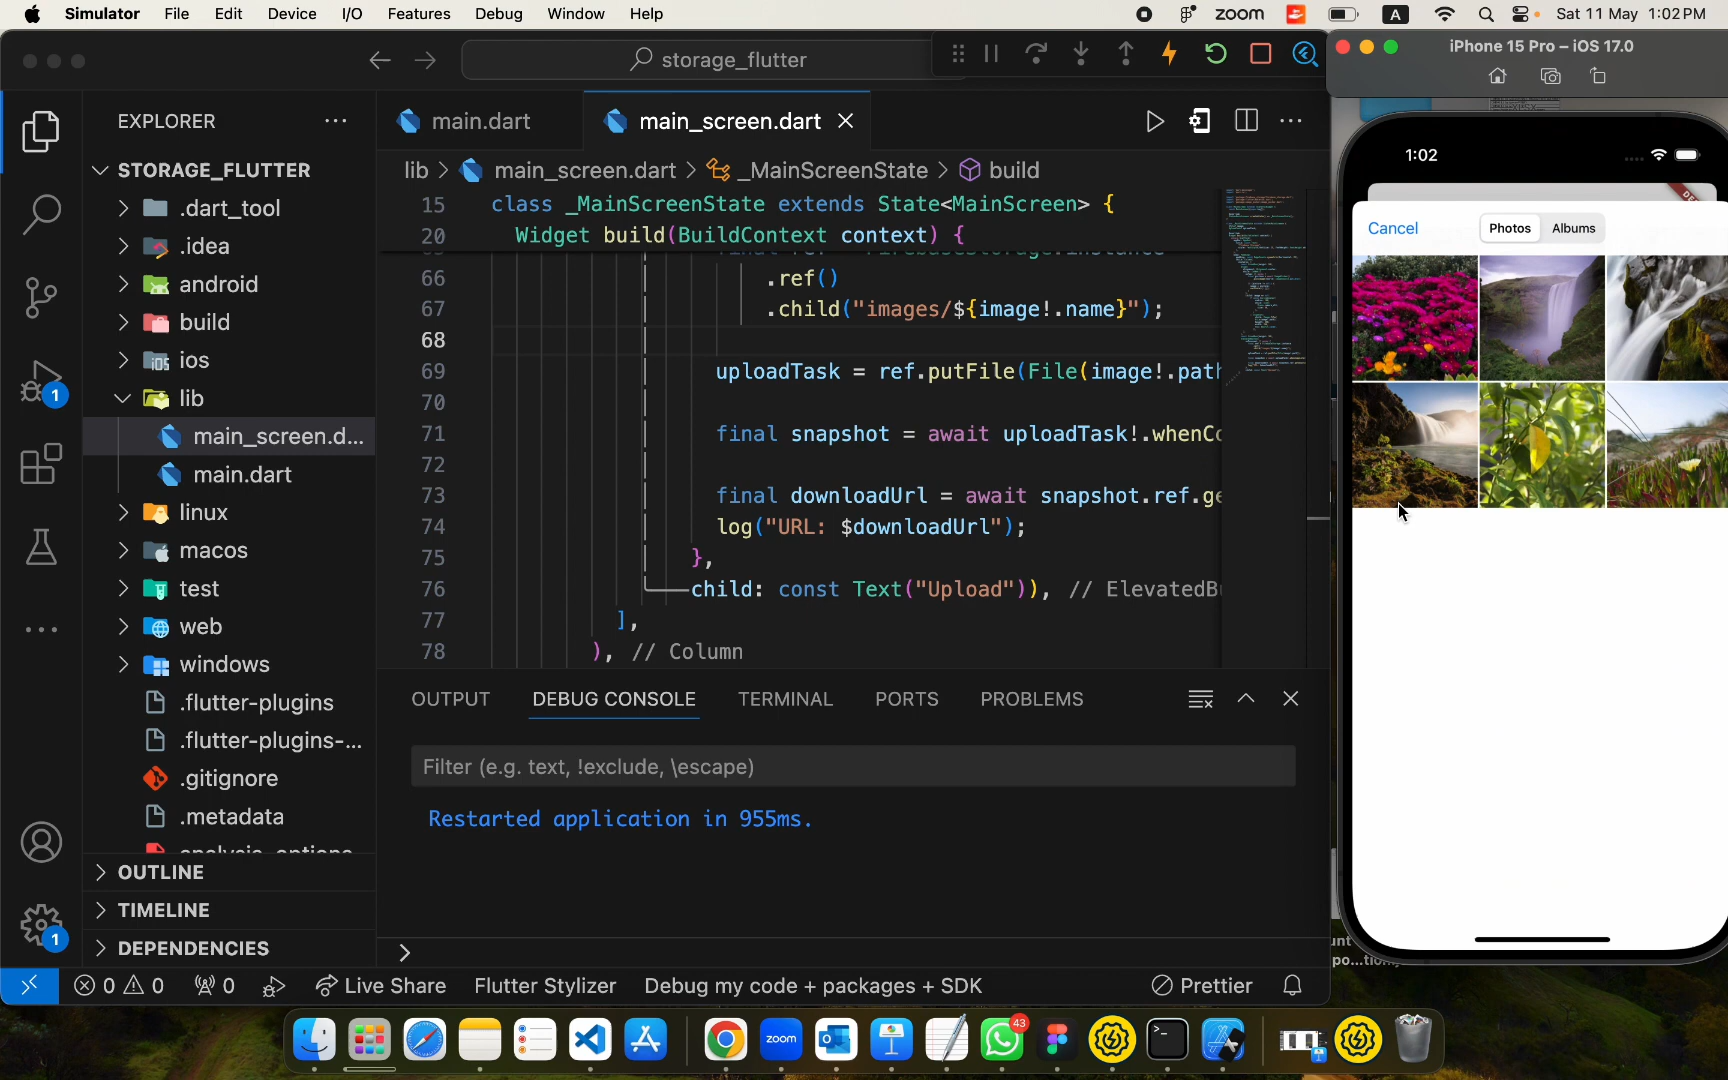 Simulator File Edit Device I/O Features Debug Window Help
zoom A Sat 11 May 1:02 PM
storage_flutter
iPhone 15 Pro – iOS 17.0
EXPLORER
main.dart
main_screen.dart
STORAGE_FLUTTER
.dart_tool
.idea
android
build
ios
lib
main_screen.d...
main.dart
linux
macos
test
web
windows
.flutter-plugins
.flutter-plugins-...
.gitignore
.metadata
analysis_options
OUTLINE
TIMELINE
DEPENDENCIES
1
1
lib > main_screen.dart > _MainScreenState > build
15 class _MainScreenState extends State<MainScreen> {
20 Widget build(BuildContext context) {
66 .ref()
67 .child("images/${image!.name}");
68
69 uploadTask = ref.putFile(File(image!.path
70
71 final snapshot = await uploadTask!.whenCo
72
73 final downloadUrl = await snapshot.ref.ge
74 log("URL: $downloadUrl");
75 },
76 child: const Text("Upload")), // ElevatedBu
77 ],
78 ), // Column
OUTPUT DEBUG CONSOLE TERMINAL PORTS PROBLEMS
Filter (e.g. text, !exclude, \escape)
Restarted application in 955ms.
>
0 0 0 Live Share Flutter Stylizer Debug my code + packages + SDK Prettier
1:02
Cancel Photos Albums
zoom
43